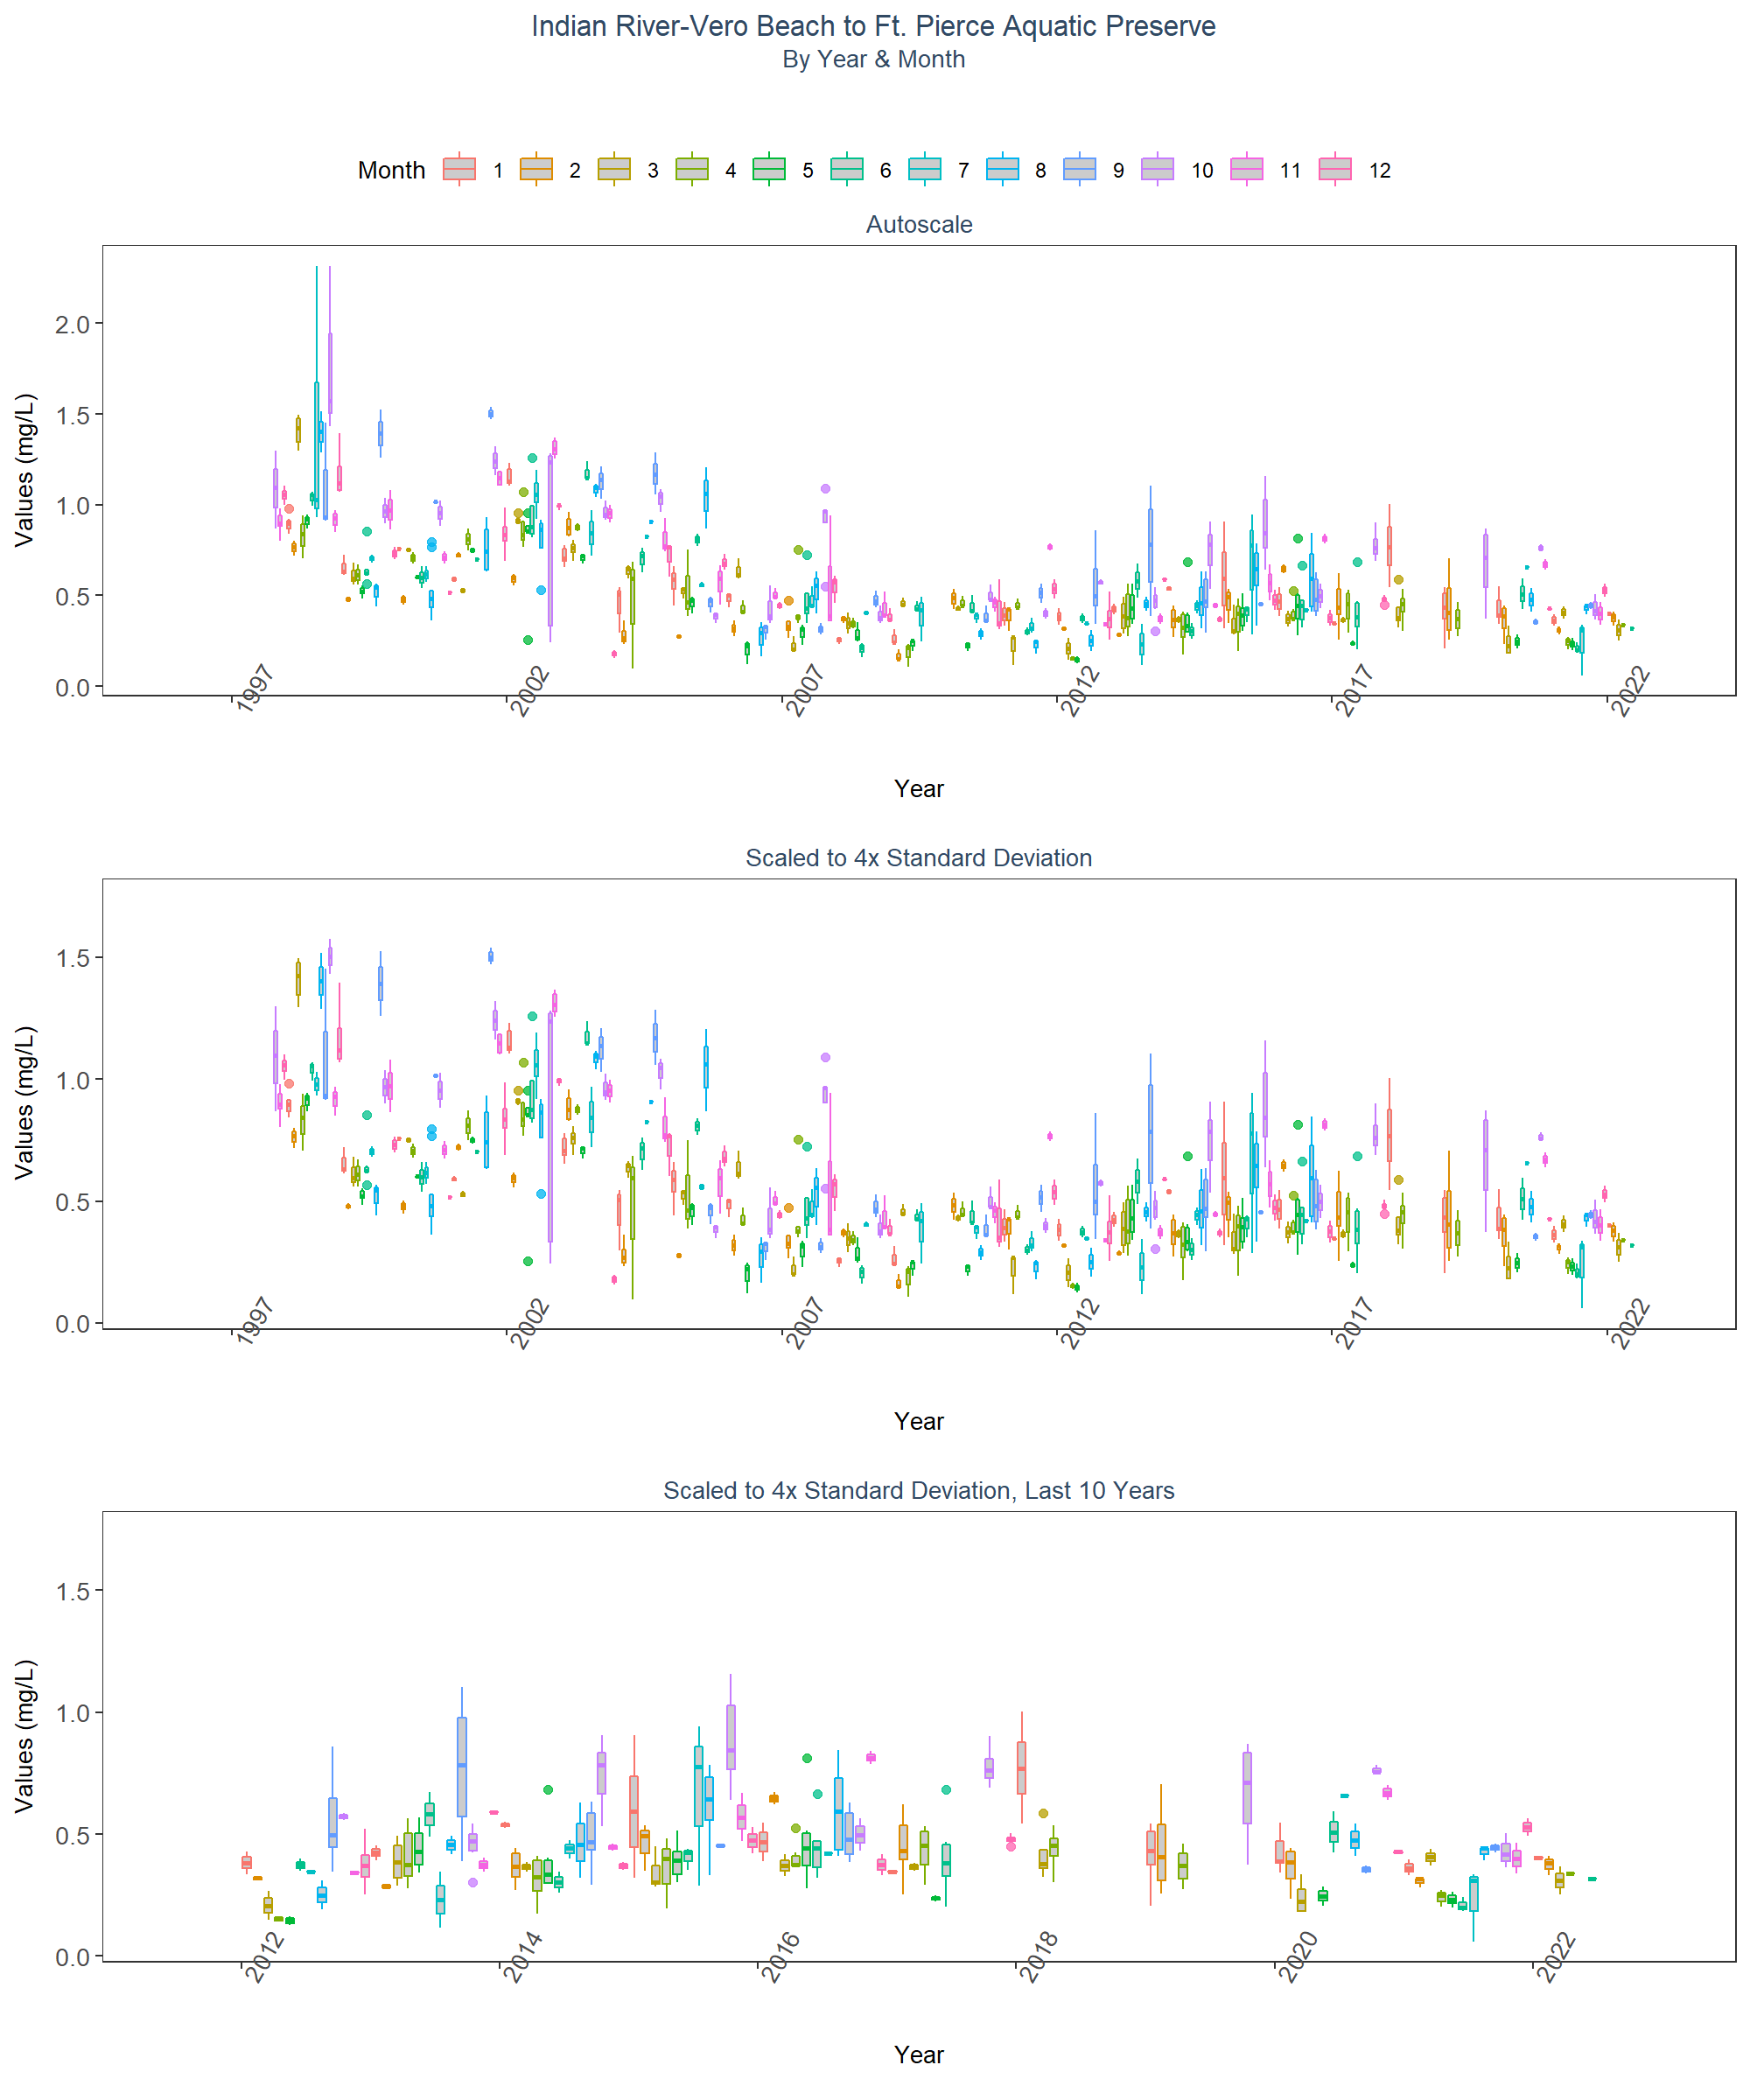 Indian River-Vero Beach to Ft. Pierce Aquatic Preserve
By Year & Month
Month 1 2 3 4 5 6 7 8 9 10 11 12
Autoscale
Values (mg/L)
2.0
1.5
1.0
0.5
0.0
1997 2002 2007 2012 2017 2022
Year
Scaled to 4x Standard Deviation
Values (mg/L)
1.5
1.0
0.5
0.0
1997 2002 2007 2012 2017 2022
Year
Scaled to 4x Standard Deviation, Last 10 Years
Values (mg/L)
1.5
1.0
0.5
0.0
2012 2014 2016 2018 2020 2022
Year